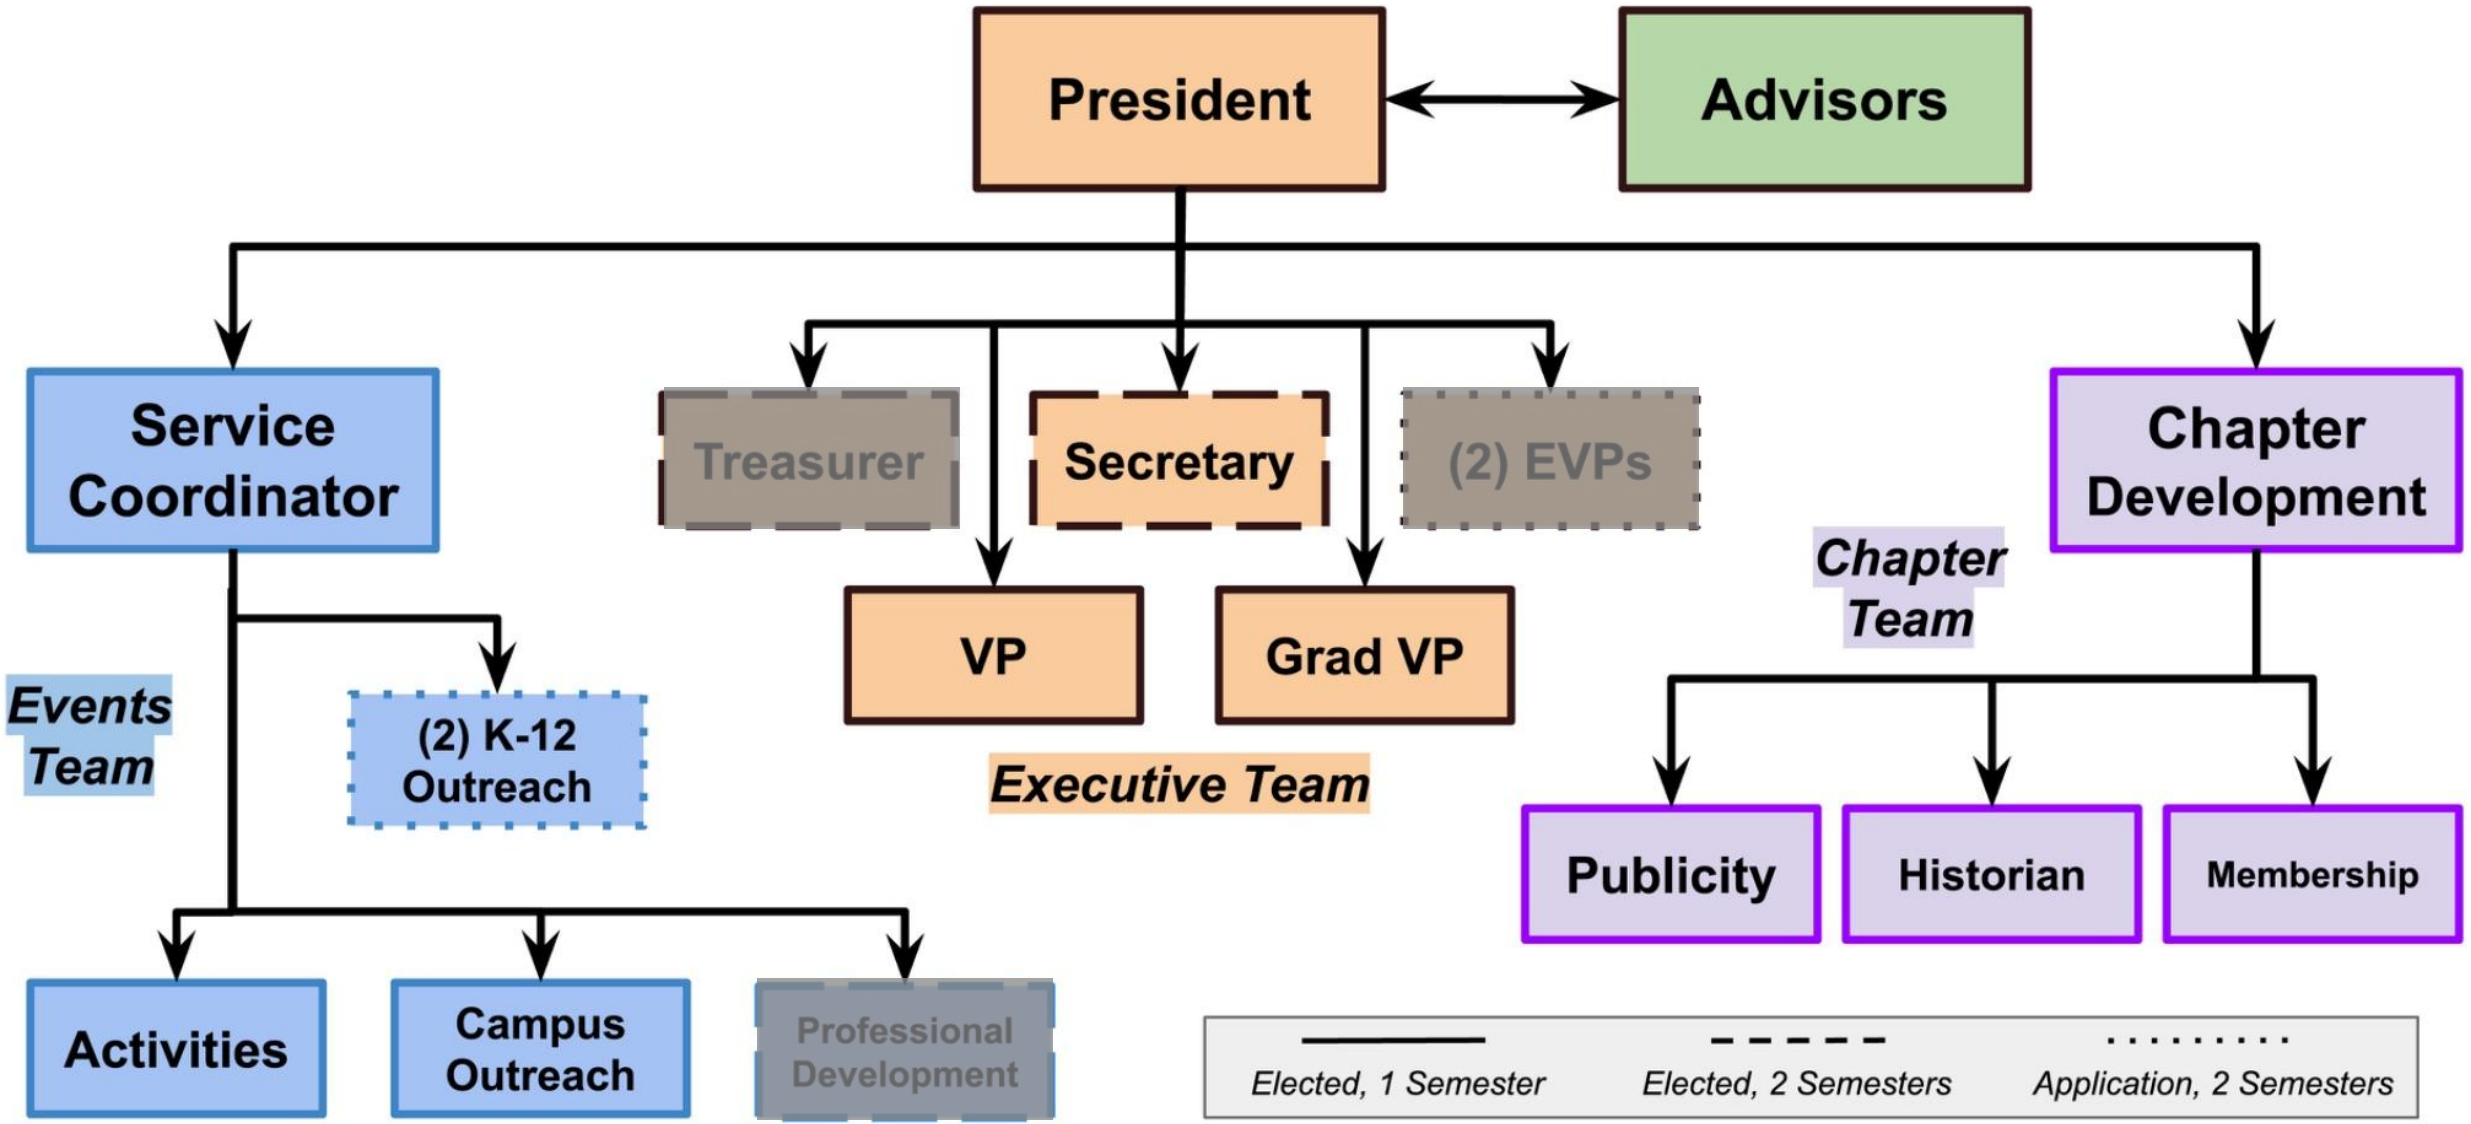 President
Advisors
Service
Coordinator
Treasurer
Secretary
(2) EVPs
Chapter
Development
VP
Grad VP
Chapter
Team
Events
Team
(2) K-12
Outreach
Executive Team
Publicity
Historian
Membership
Activities
Campus
Outreach
Professional
Development
Elected, 1 Semester
Elected, 2 Semesters
Application, 2 Semesters